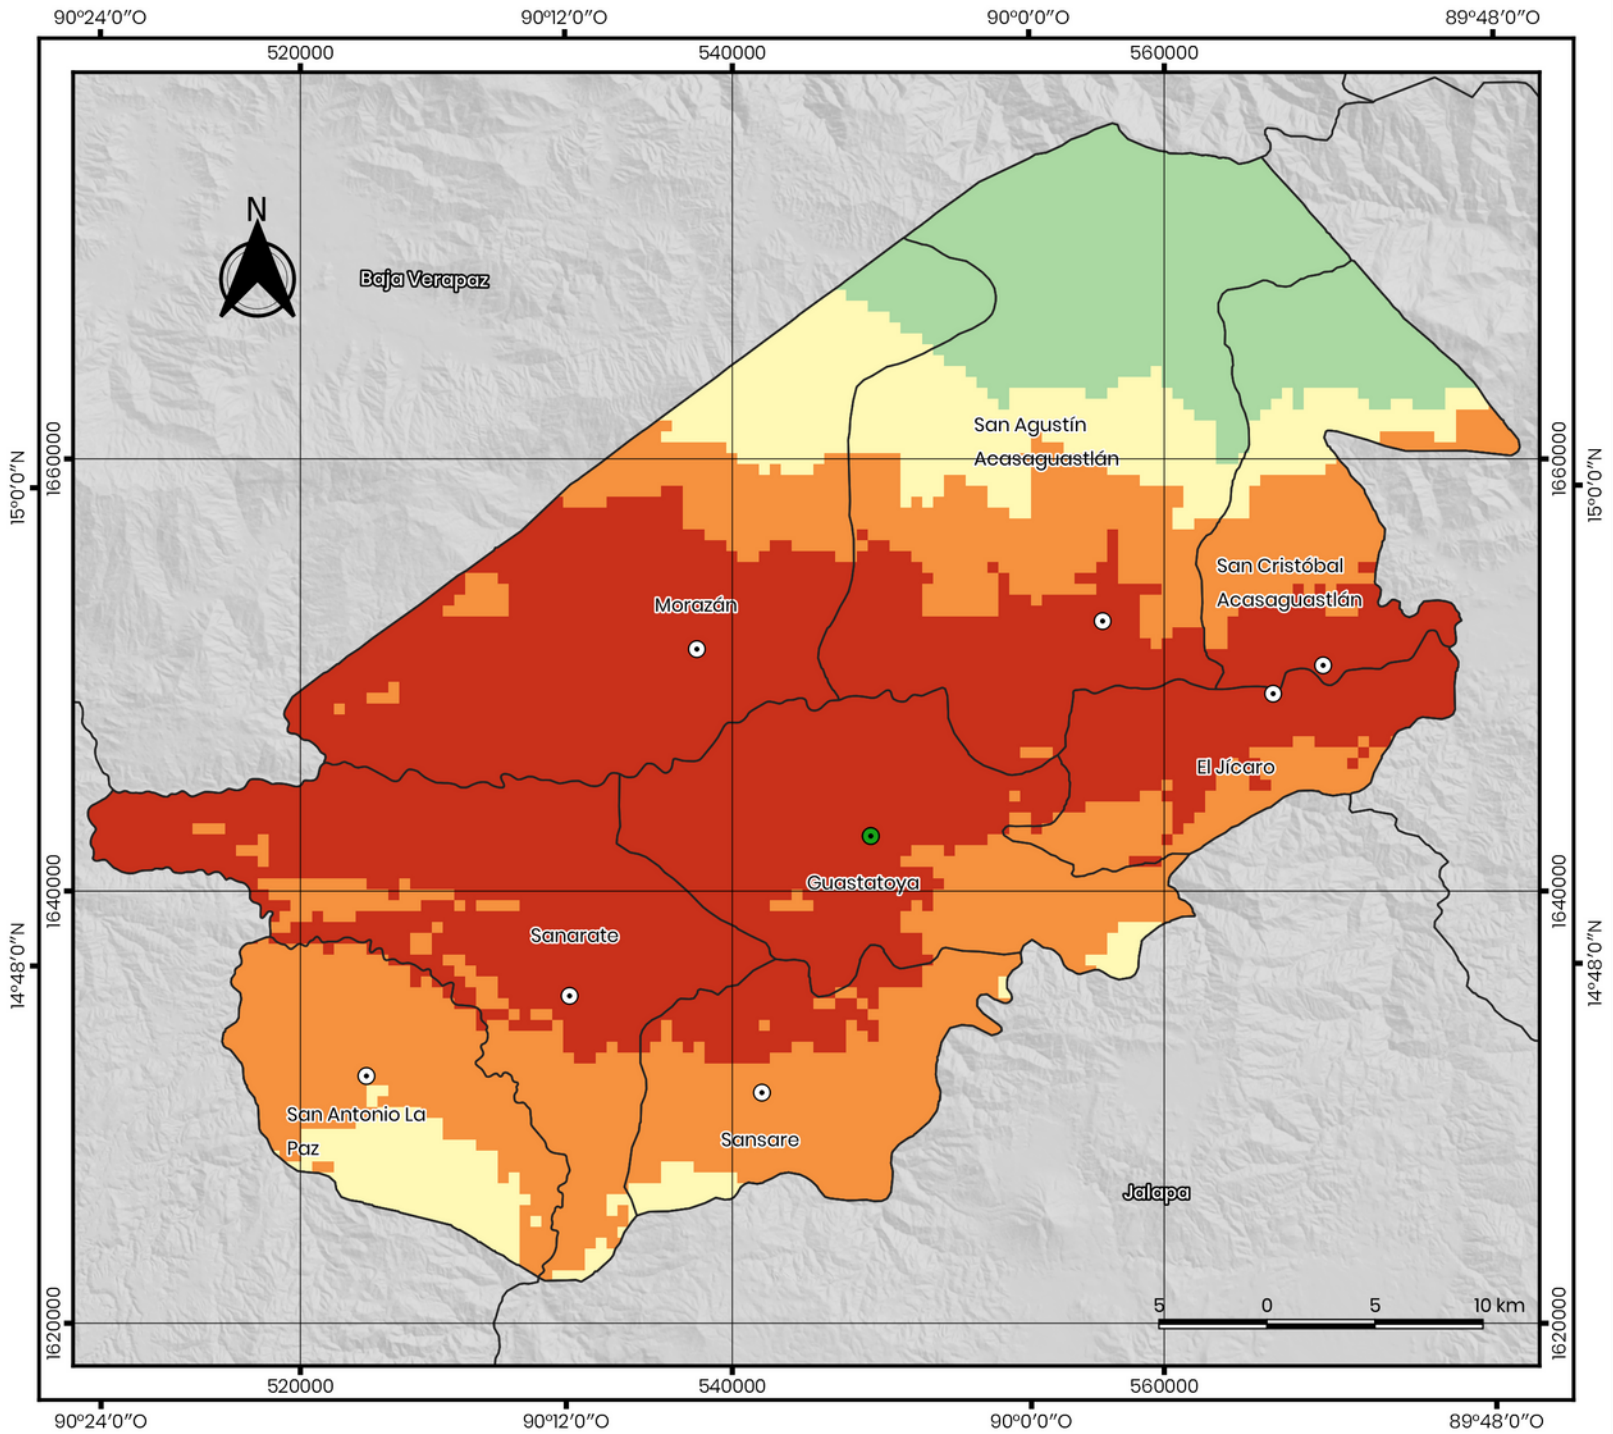 90°24'0"O 90°12'0"O 90°0'0"O 89°48'0"O
520000 540000 560000
N
Baja Verapaz
1660000
1660000
15°0'0"N
15°0'0"N
San Agustín
Acasaguastlán
San Cristóbal
Acasaguastlán
Morazán
El Jícaro
Guastatoya
1640000
1640000
Sanarate
14°48'0"N
14°48'0"N
San Antonio La
Paz
Sansare
Jalapa
5 0 5 10 km
1620000
1620000
520000 540000 560000
90°24'0"O 90°12'0"O 90°0'0"O 89°48'0"O